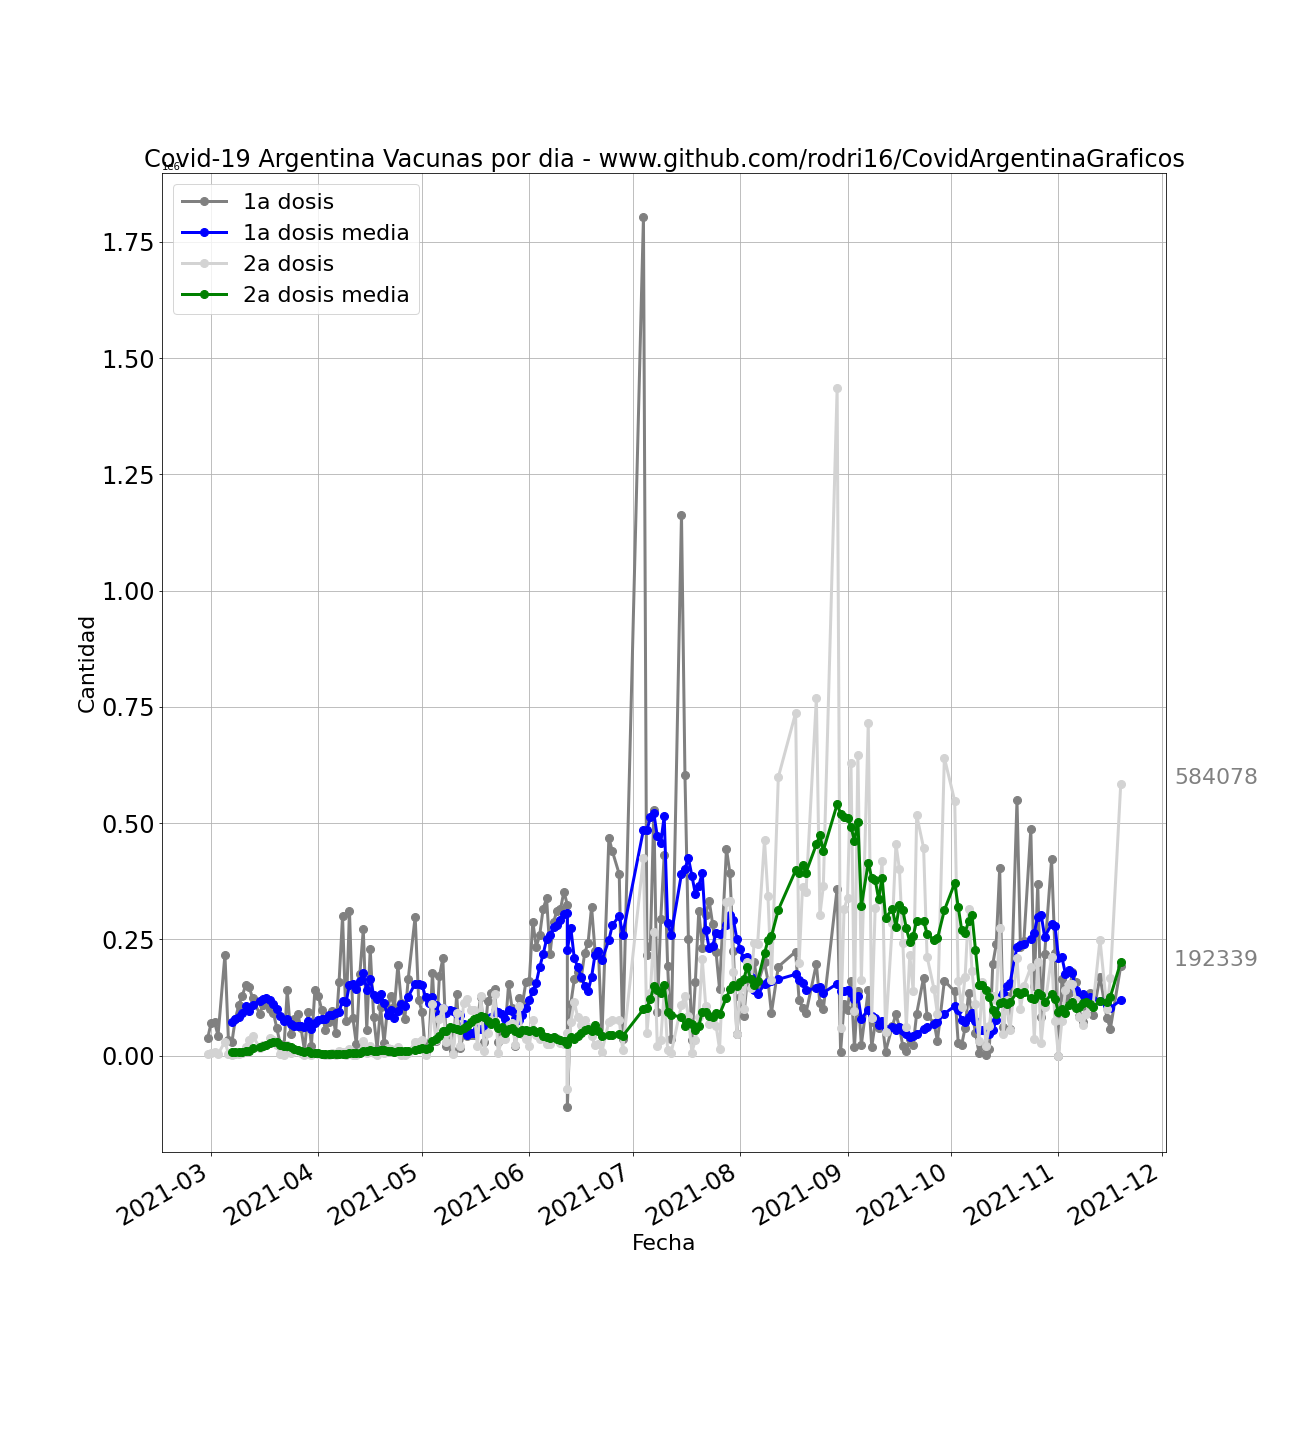 Covid-19 Argentina Vacunas por dia - www.github.com/rodri16/CovidArgentinaGraficos
1e6
1a dosis
1a dosis media
2a dosis
2a dosis media
1.75
1.50
1.25
1.00
0.75
0.50
0.25
0.00
Cantidad
584078
192339
2021-03
2021-04
2021-05
2021-06
2021-07
2021-08
2021-09
2021-10
2021-11
2021-12
Fecha